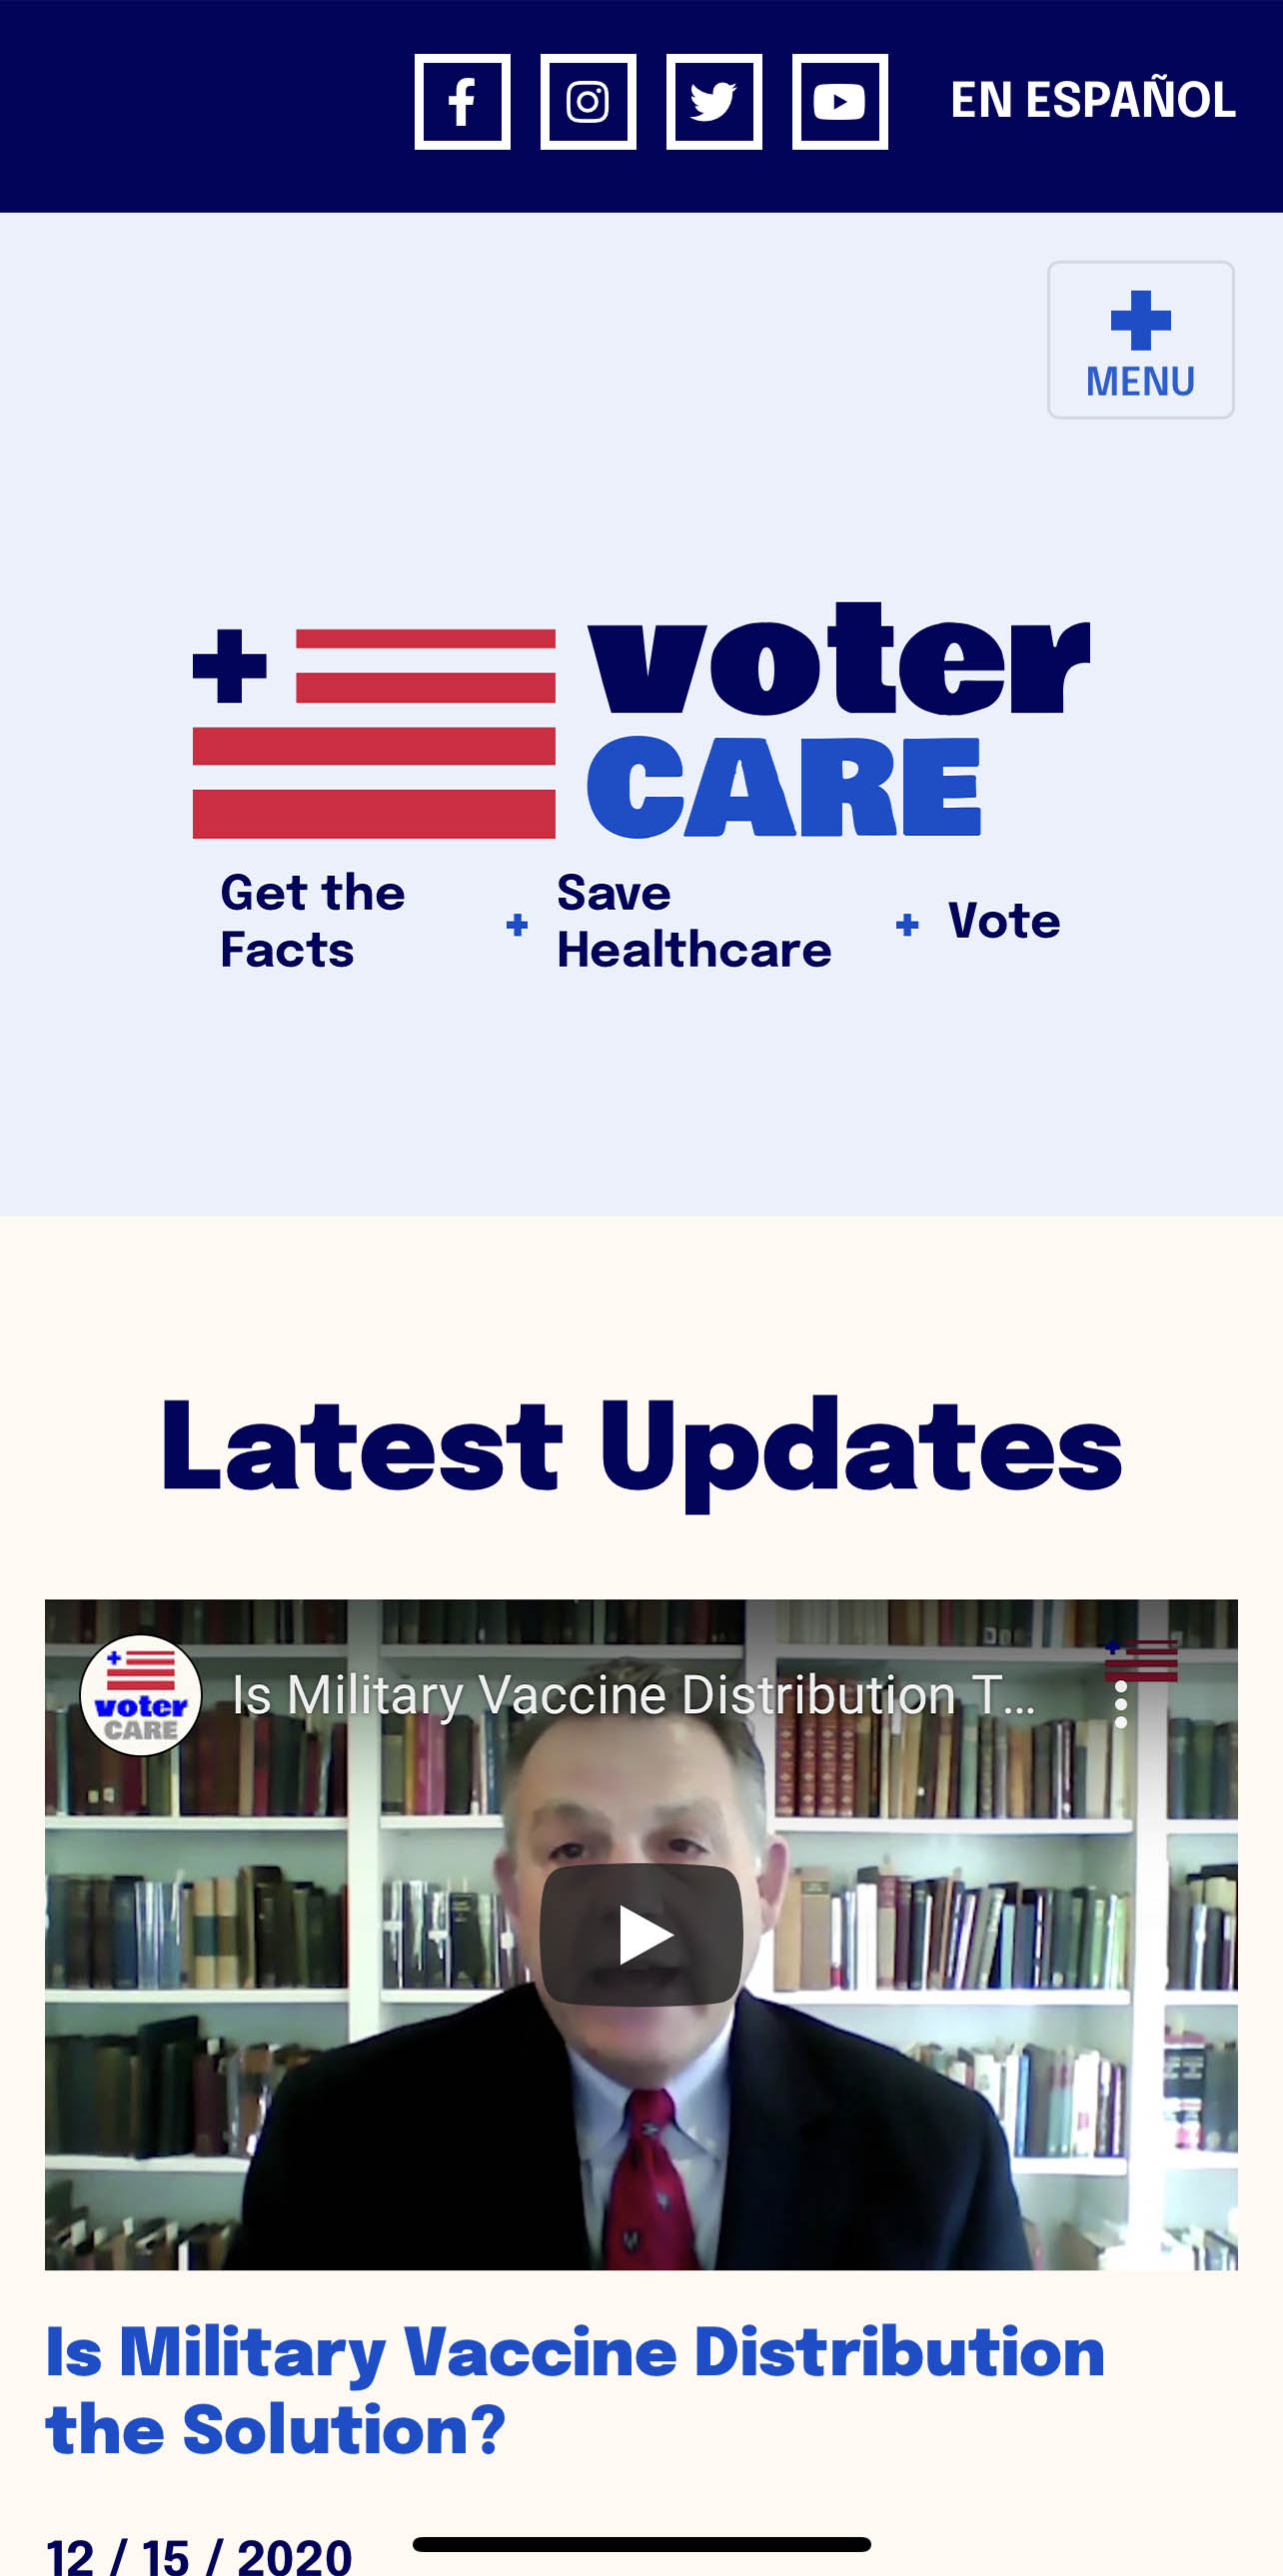 EN ESPAÑOL
MENU
voter
CARE
Get the
Facts
+
Save
Healthcare
+
Vote
Latest Updates
voter
CARE
Is Military Vaccine Distribution T...
Is Military Vaccine Distribution
the Solution?
12 / 15 / 2020